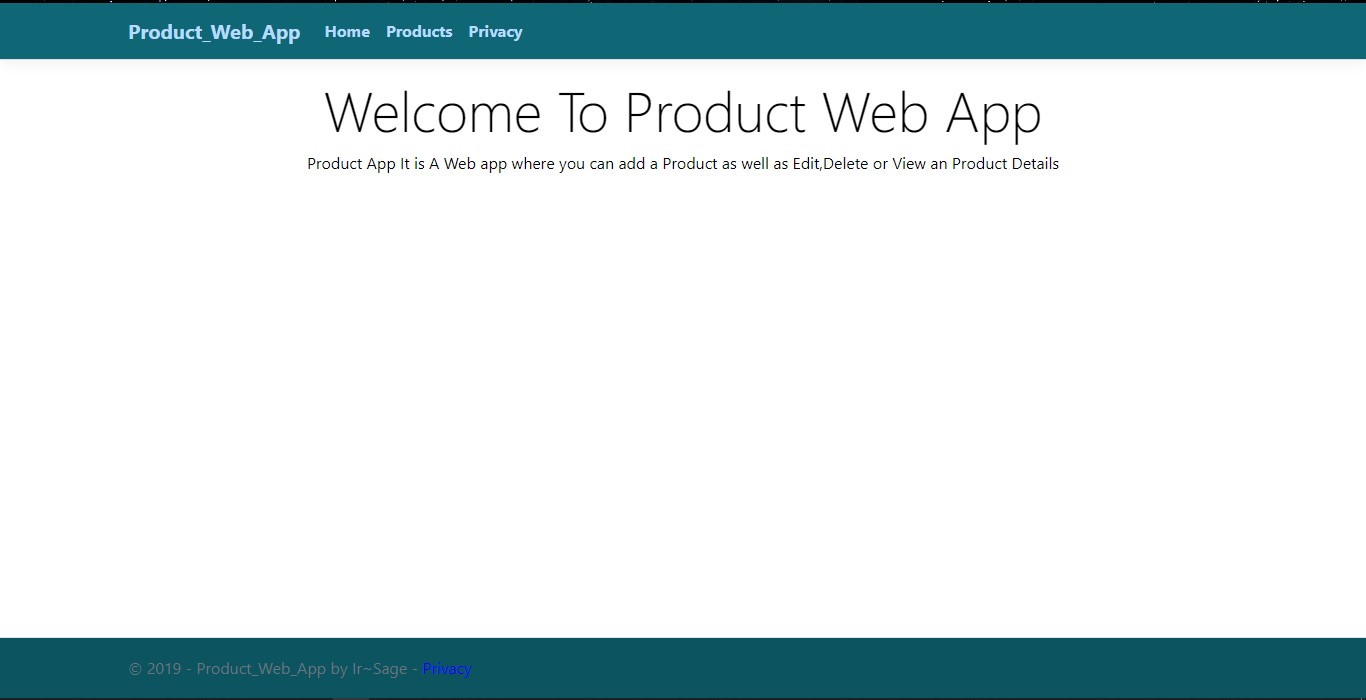 Product_Web_App Home Products Privacy
Welcome To Product Web App
Product App It is A Web app where you can add a Product as well as Edit,Delete or View an Product Details
© 2019 - Product_Web_App by Ir~Sage - Privacy